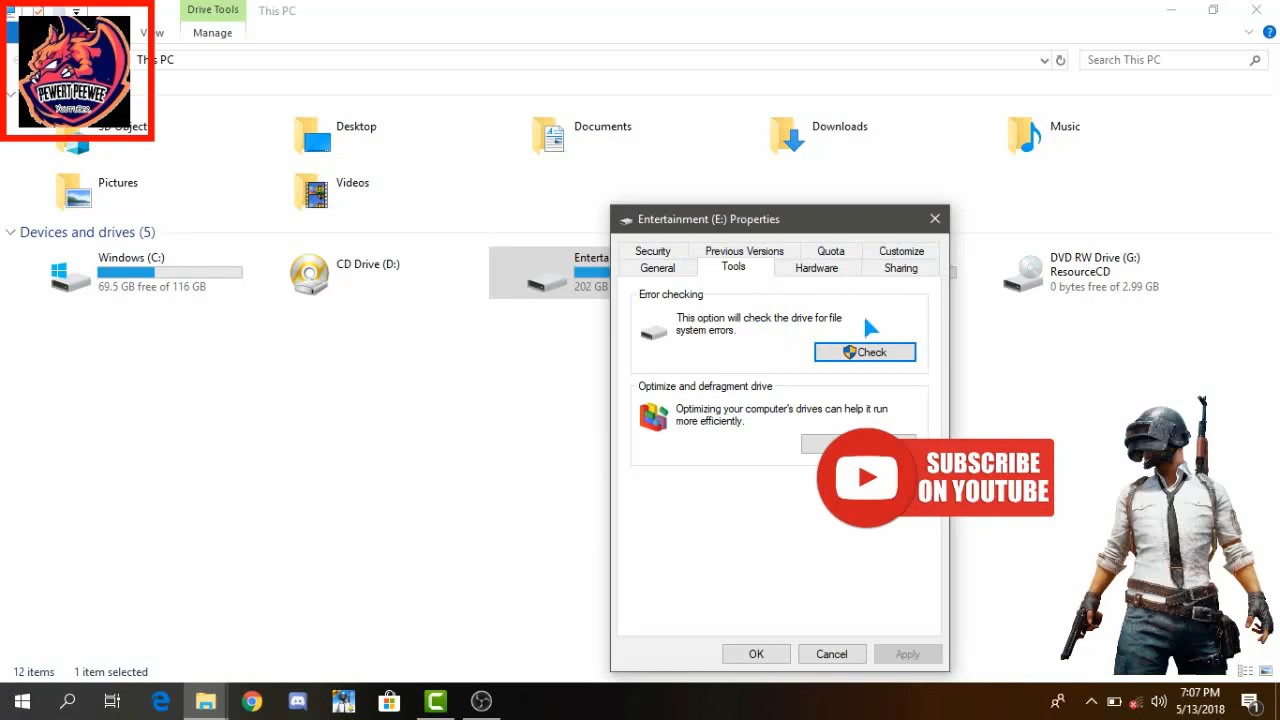 Drive Tools
This PC
View
Manage
This PC
Search This PC
PEWERT PEEWEE
YOUTUBER
3D Objects
Desktop
Documents
Downloads
Music
Pictures
Videos
Devices and drives (5)
Windows (C:)
69.5 GB free of 116 GB
CD Drive (D:)
Enterta
202 GB
DVD RW Drive (G:)
ResourceCD
0 bytes free of 2.99 GB
Entertainment (E:) Properties
Security
Previous Versions
Quota
Customize
General
Tools
Hardware
Sharing
Error checking
This option will check the drive for file
system errors.
Check
Optimize and defragment drive
Optimizing your computer's drives can help it run
more efficiently.
SUBSCRIBE
ON YOUTUBE
OK
Cancel
Apply
12 items
1 item selected
7:07 PM
5/13/2018
1